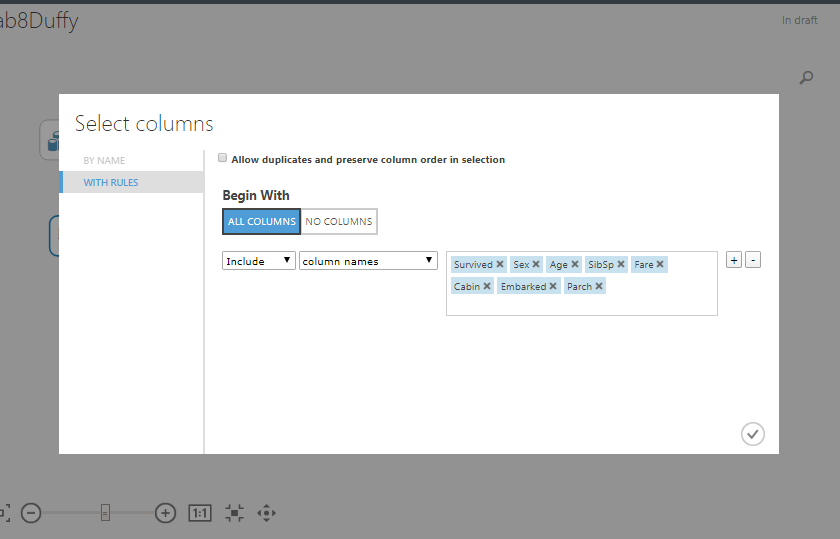 ab8Duffy
In draft
Select columns
BY NAME
WITH RULES
Allow duplicates and preserve column order in selection
Begin With
ALL COLUMNS NO COLUMNS
Include column names
Survived Sex Age SibSp Fare
Cabin Embarked Parch
+ -
1:1